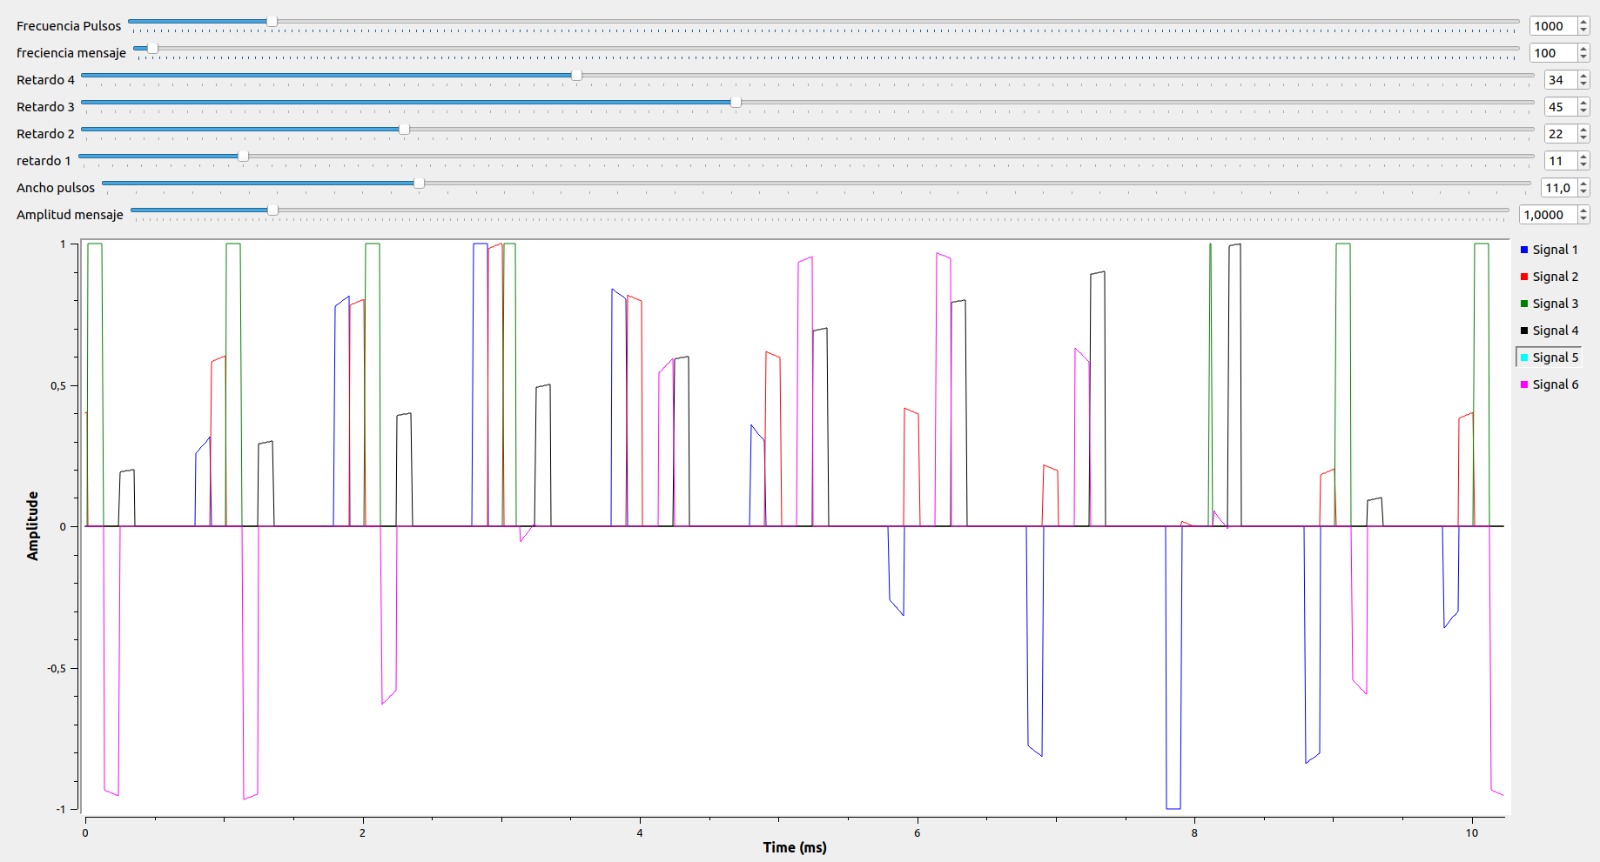 Frecuencia Pulsos 1000
freciencia mensaje 100
Retardo 4 34
Retardo 3 45
Retardo 2 22
retardo 1 11
Ancho pulsos 11,0
Amplitud mensaje 1,0000
1
0,5
0
-0,5
-1
Amplitude
0 2 4 6 8 10
Time (ms)
Signal 1
Signal 2
Signal 3
Signal 4
Signal 5
Signal 6